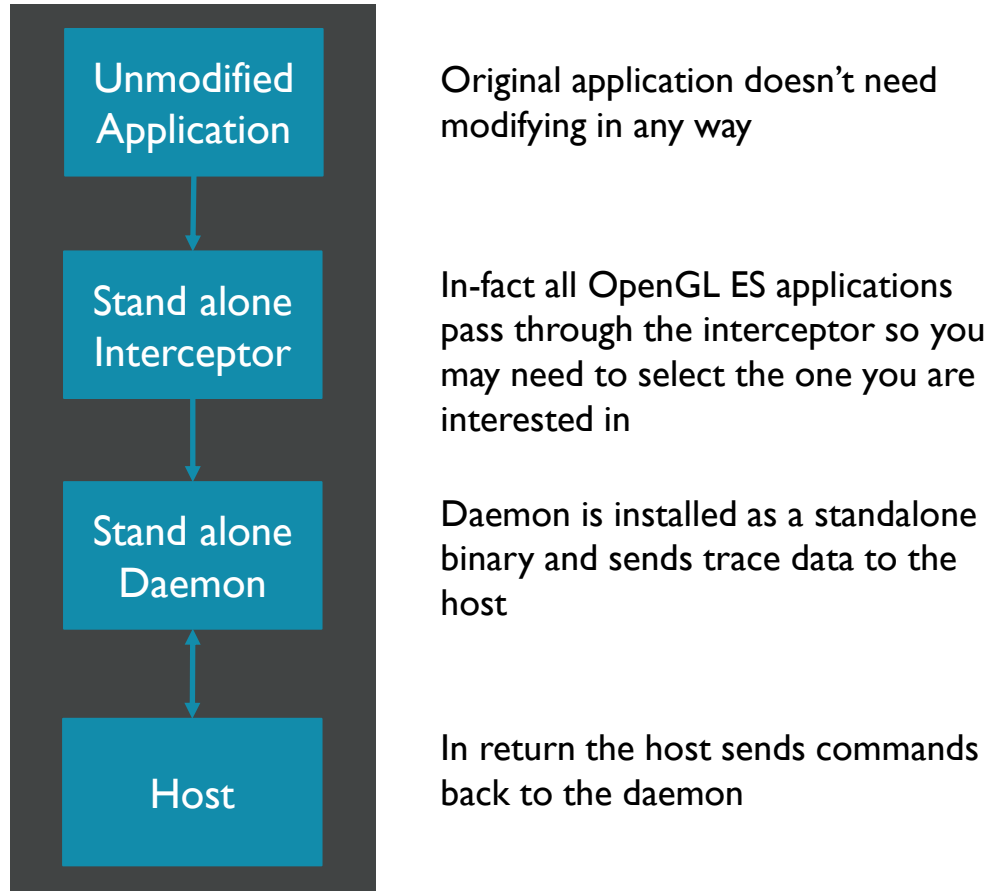 Unmodified
Application
Original application doesn’t need
modifying in any way
Stand alone
Interceptor
In-fact all OpenGL ES applications
pass through the interceptor so you
may need to select the one you are
interested in
Stand alone
Daemon
Daemon is installed as a standalone
binary and sends trace data to the
host
Host
In return the host sends commands
back to the daemon